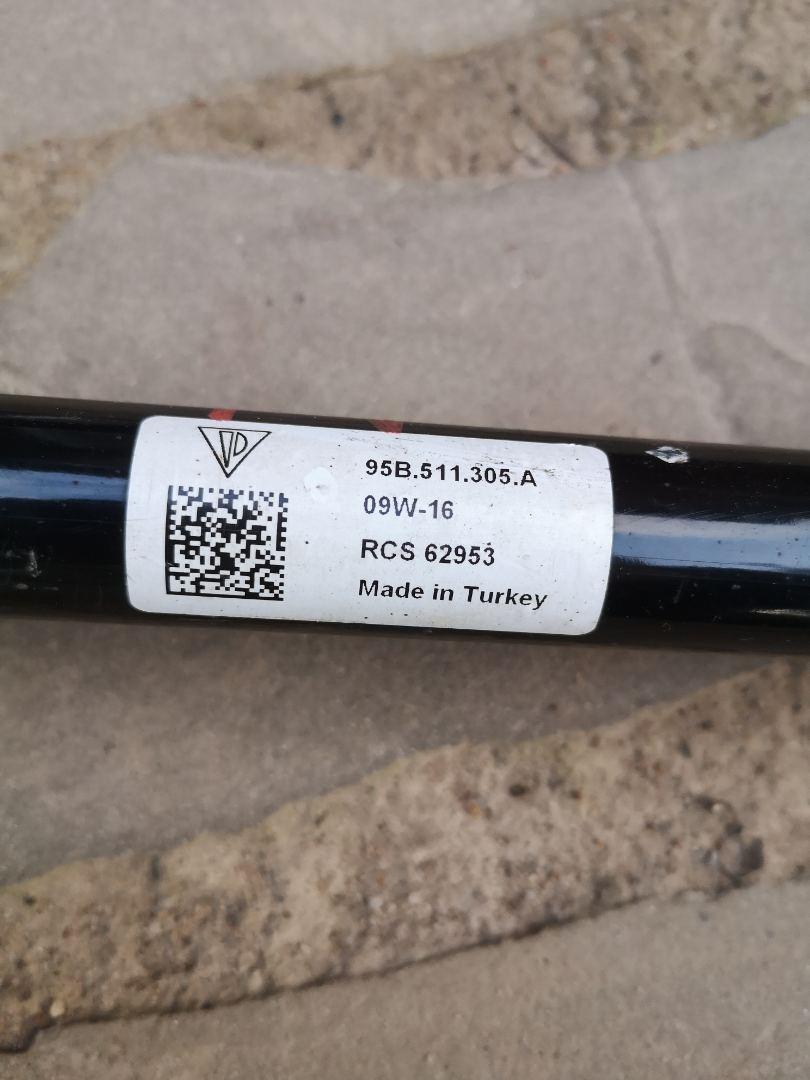 95B.511.305.A
09W-16
RCS 62953
Made in Turkey